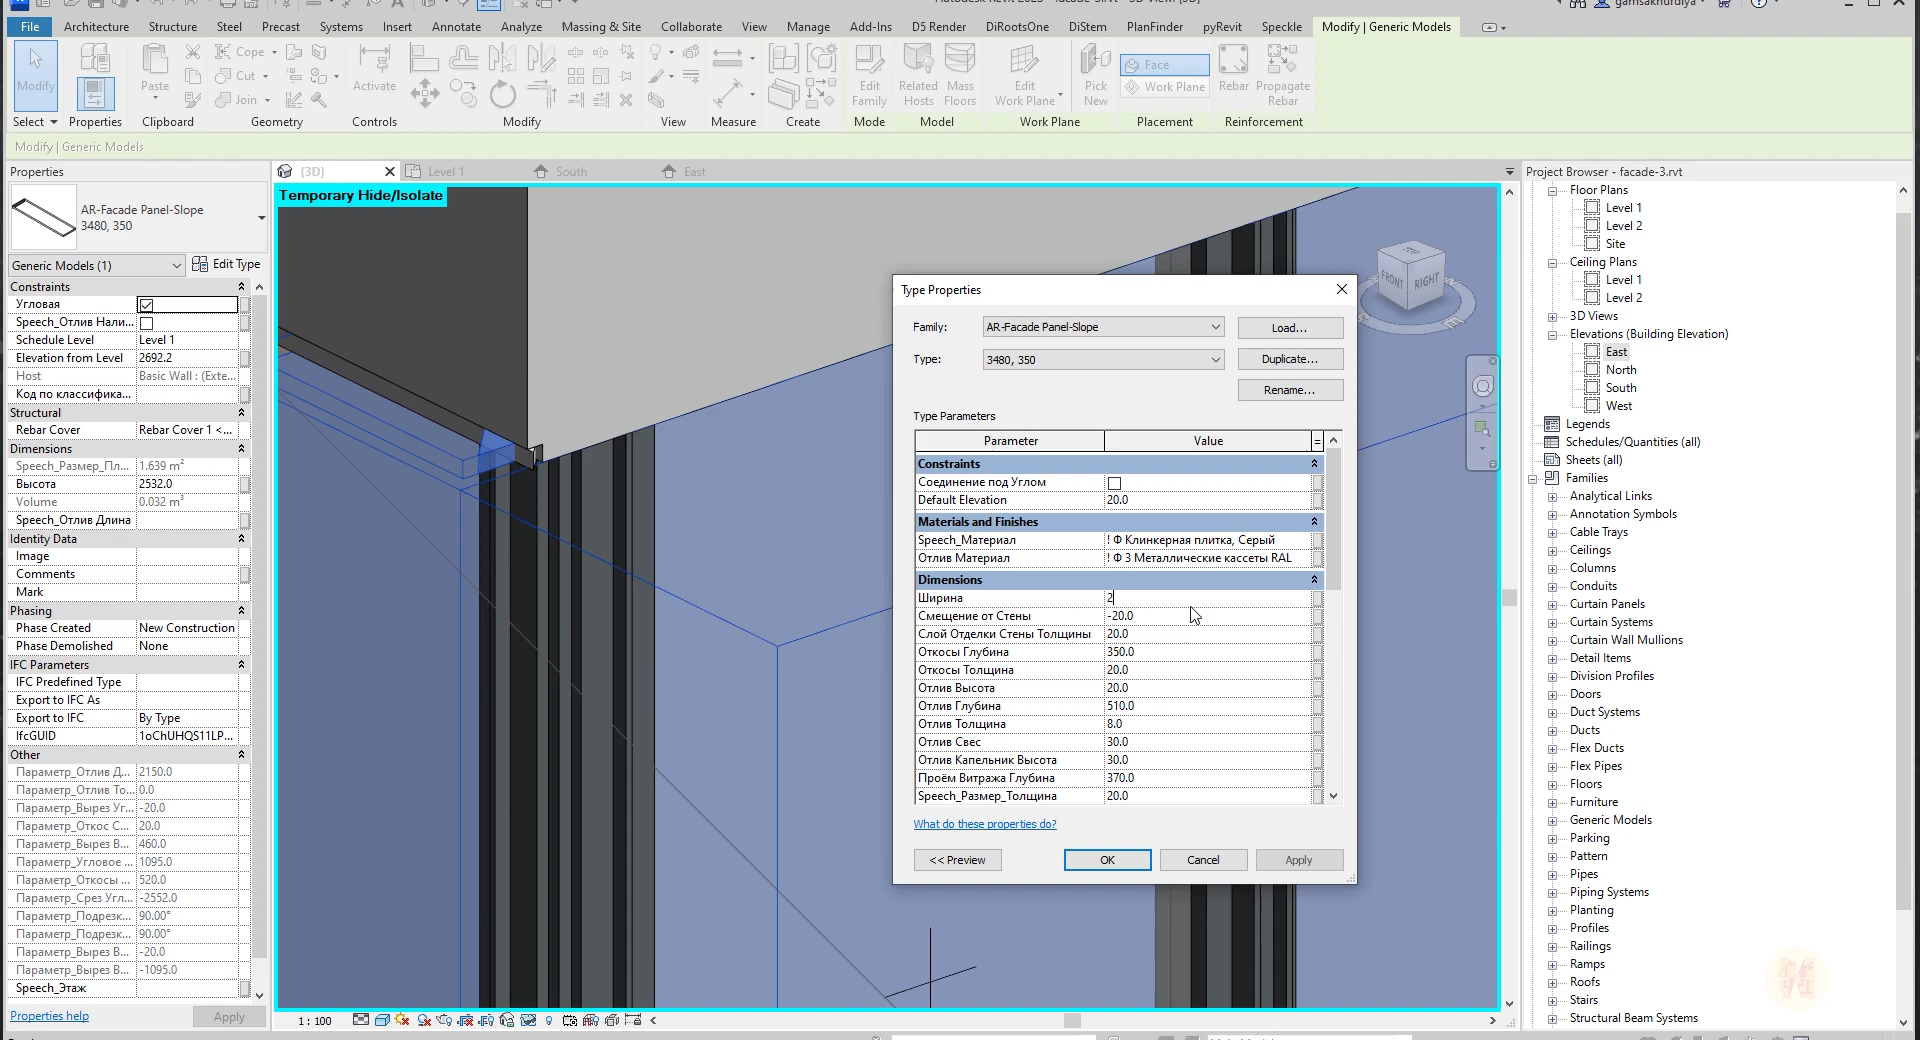 File
Architecture
Structure
Steel
Precast
Systems
Insert
Annotate
Analyze
Massing & Site
Collaborate
View
Manage
Add-Ins
D5 Render
DiRootsOne
DiStem
PlanFinder
pyRevit
Speckle
Modify | Generic Models
Modify
Paste
Cope
Cut
Join
Activate
Edit Family
Related Hosts
Mass Floors
Edit Work Plane
Pick New
Face
Work Plane
Rebar
Propagate Rebar
Select
Properties
Clipboard
Geometry
Controls
Modify
View
Measure
Create
Mode
Model
Work Plane
Placement
Reinforcement
Modify | Generic Models
Properties
AR-Facade Panel-Slope
3480, 350
Generic Models (1)
Edit Type
Constraints
Угловая
Speech_Отлив Нали...
Schedule Level Level 1
Elevation from Level 2692.2
Host Basic Wall : (Exte...
Код по классифика...
Structural
Rebar Cover Rebar Cover 1 <...
Dimensions
Speech_Размер_Пл... 1.639 m²
Высота 2532.0
Volume 0.032 m³
Speech_Отлив Длина
Identity Data
Image
Comments
Mark
Phasing
Phase Created New Construction
Phase Demolished None
IFC Parameters
IFC Predefined Type
Export to IFC As
Export to IFC By Type
IfcGUID 1oChUHQS11LP...
Other
Параметр_Отлив Д... 2150.0
Параметр_Отлив То... 0.0
Параметр_Вырез Уг... -20.0
Параметр_Откос С... 20.0
Параметр_Вырез В... 460.0
Параметр_Угловое ... 1095.0
Параметр_Откосы ... 520.0
Параметр_Срез Угл... -2552.0
Параметр_Подрезк... 90.00°
Параметр_Подрезк... 90.00°
Параметр_Вырез В... -20.0
Параметр_Вырез В... -1095.0
Speech_Этаж
Properties help
Apply
(3D)
Level 1
South
East
Temporary Hide/Isolate
FRONT
RIGHT
1 : 100
Type Properties
Family:
AR-Facade Panel-Slope
Load...
Type:
3480, 350
Duplicate...
Rename...
Type Parameters
Parameter Value =
Constraints
Соединение под Углом
Default Elevation 20.0
Materials and Finishes
Speech_Материал ! Ф Клинкерная плитка, Серый
Отлив Материал ! Ф 3 Металлические кассеты RAL
Dimensions
Ширина 2
Смещение от Стены -20.0
Слой Отделки Стены Толщины 20.0
Откосы Глубина 350.0
Откосы Толщина 20.0
Отлив Высота 20.0
Отлив Глубина 510.0
Отлив Толщина 8.0
Отлив Свес 30.0
Отлив Капельник Высота 30.0
Проём Витража Глубина 370.0
Speech_Размер_Толщина 20.0
What do these properties do?
<< Preview
OK
Cancel
Apply
Project Browser - facade-3.rvt
Floor Plans
Level 1
Level 2
Site
Ceiling Plans
Level 1
Level 2
3D Views
Elevations (Building Elevation)
East
North
South
West
Legends
Schedules/Quantities (all)
Sheets (all)
Families
Analytical Links
Annotation Symbols
Cable Trays
Ceilings
Columns
Conduits
Curtain Panels
Curtain Systems
Curtain Wall Mullions
Detail Items
Division Profiles
Doors
Duct Systems
Ducts
Flex Ducts
Flex Pipes
Floors
Furniture
Generic Models
Parking
Pattern
Pipes
Piping Systems
Planting
Profiles
Railings
Ramps
Roofs
Stairs
Structural Beam Systems